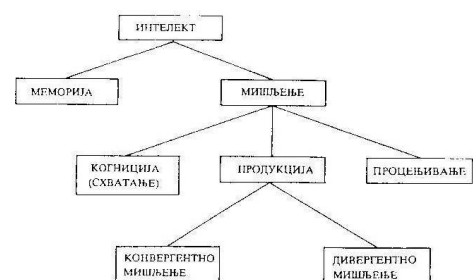 ИНТЕЛЕКТ
МЕМОРИЈА
МИШЉЕЊЕ
КОГНИЦИЈА
(СХВАТАЊЕ)
ПРОДУКЦИЈА
ПРОЦЕЊИВАЊЕ
КОНВЕРГЕНТНО
МИШЉЕЊЕ
ДИВЕРГЕНТНО
МИШЉЕЊЕ